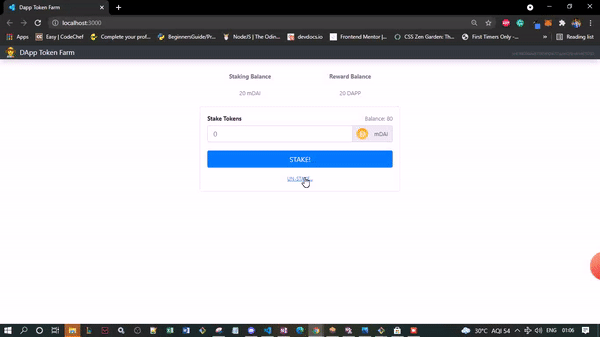 DApp Token Farm
localhost:3000
Apps
Easy | CodeChef
Complete your prof...
BeginnersGuide/Pr...
NodeJS | The Odin...
devdocs.io
Frontend Mentor |...
CSS Zen Garden: Th...
First Timers Only -...
»
Reading list
DApp Token Farm
Staking Balance
Reward Balance
20 mDAI
20 DAPP
Stake Tokens
Balance: 80
0
mDAI
STAKE!
UN-STAKE...
30°C AQI 54
ENG
01:06